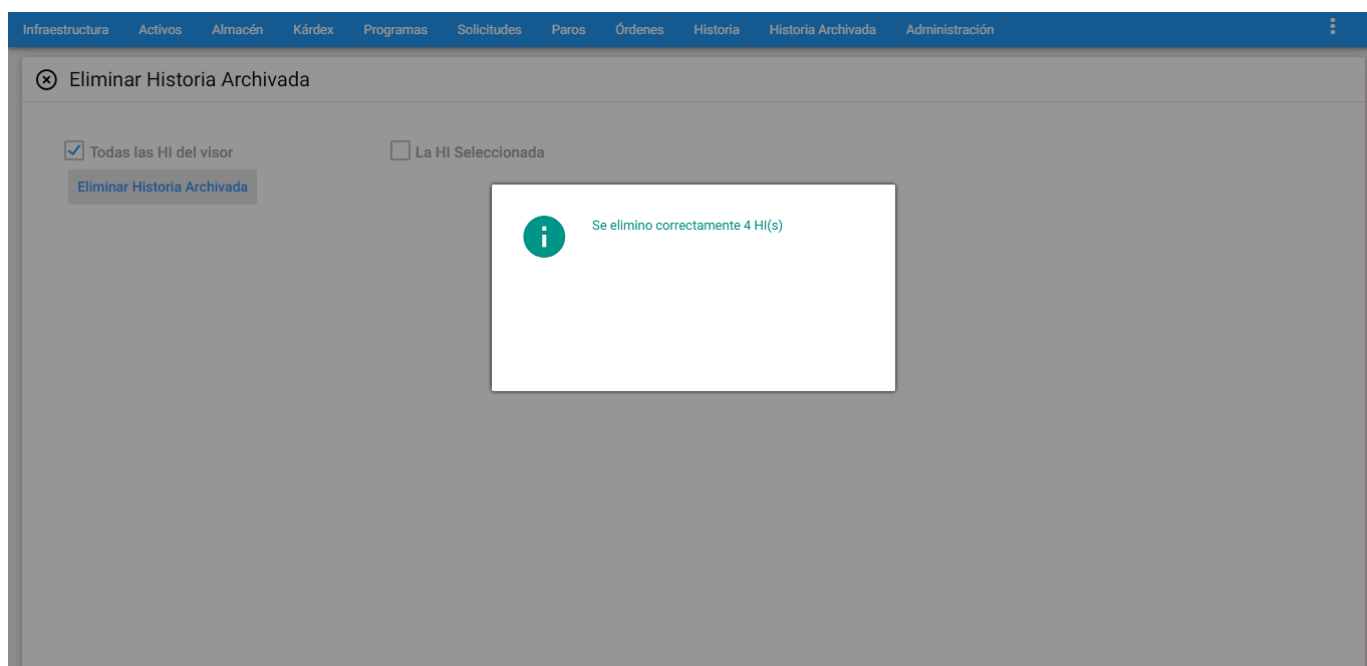 Infraestructura Activos Almacén Kárdex Programas Solicitudes Paros Órdenes Historia Historia Archivada Administración
Eliminar Historia Archivada
Todas las HI del visor La HI Seleccionada
Eliminar Historia Archivada
Se elimino correctamente 4 HI(s)